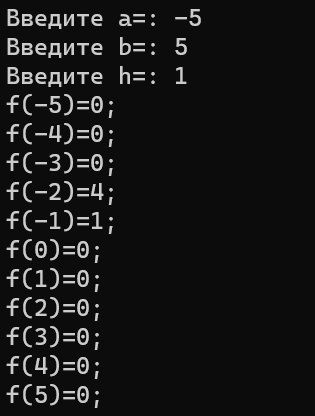 Введите a=: -5
Введите b=: 5
Введите h=: 1
f(-5)=0;
f(-4)=0;
f(-3)=0;
f(-2)=4;
f(-1)=1;
f(0)=0;
f(1)=0;
f(2)=0;
f(3)=0;
f(4)=0;
f(5)=0;